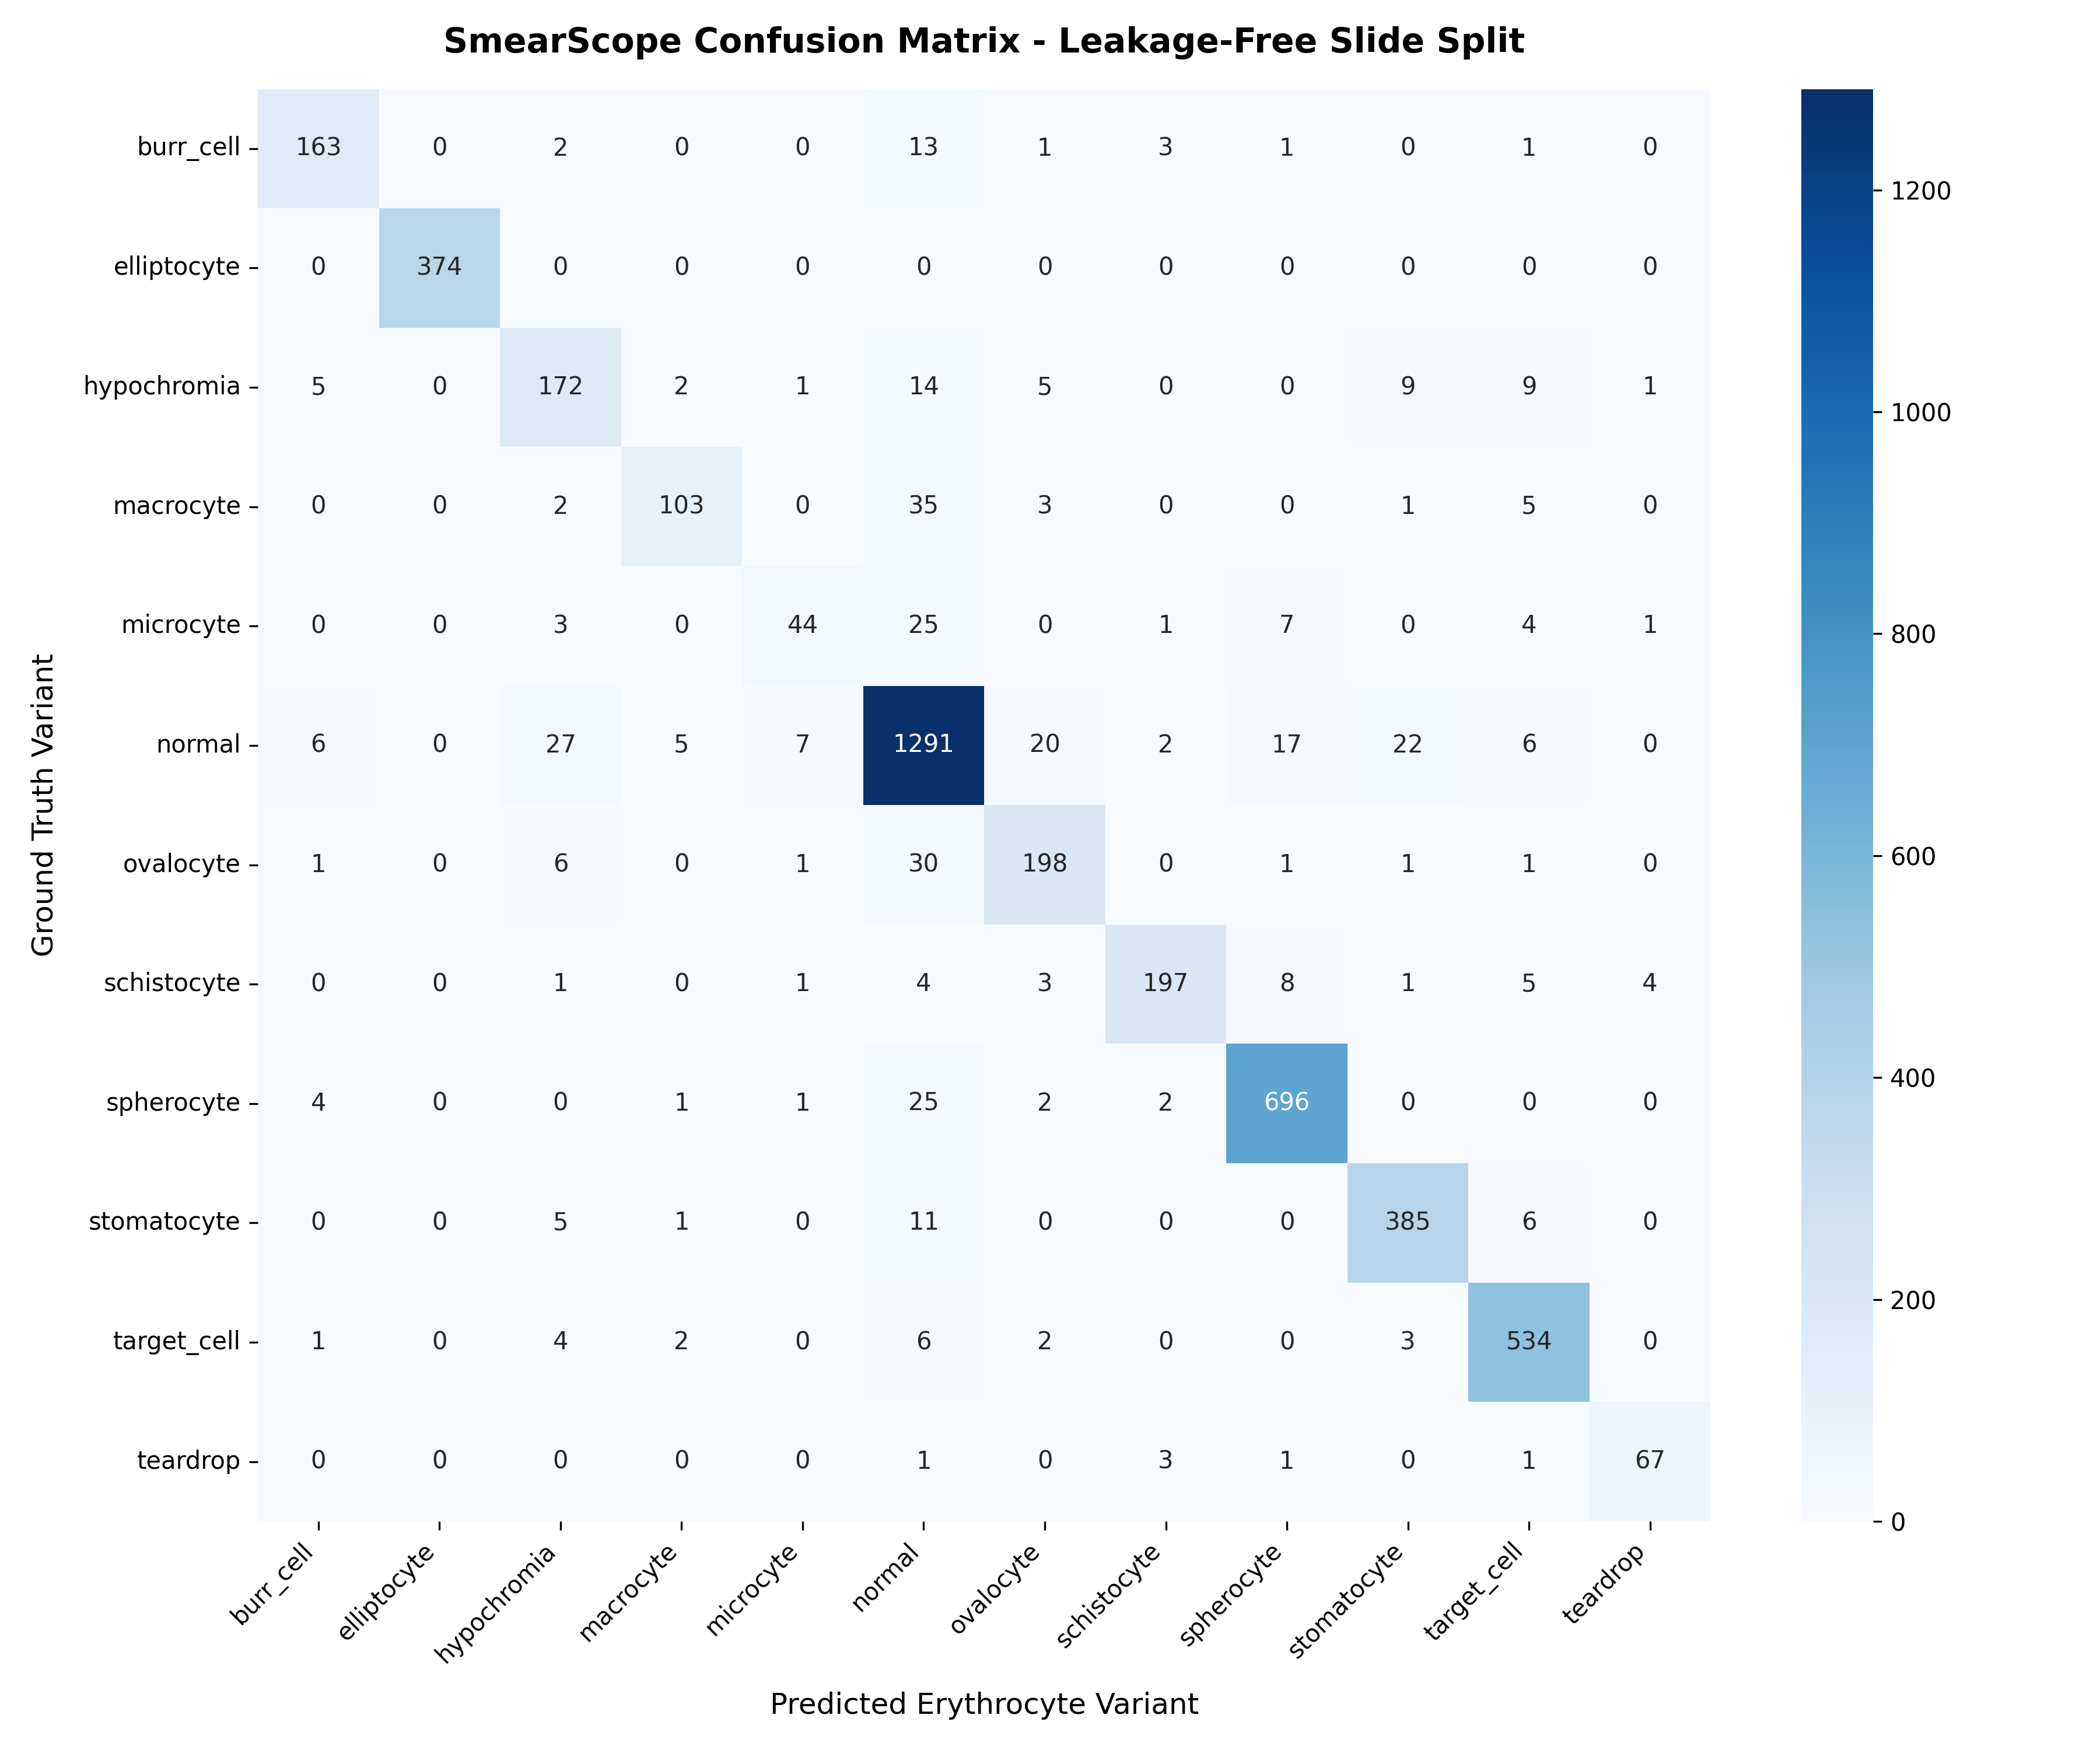 SmearScope Confusion Matrix - Leakage-Free Slide Split
burr_cell 163 0 2 0 0 13 1 3 1 0 1 0
elliptocyte 0 374 0 0 0 0 0 0 0 0 0 0
hypochromia 5 0 172 2 1 14 5 0 0 9 9 1
macrocyte 0 0 2 103 0 35 3 0 0 1 5 0
microcyte 0 0 3 0 44 25 0 1 7 0 4 1
normal 6 0 27 5 7 1291 20 2 17 22 6 0
ovalocyte 1 0 6 0 1 30 198 0 1 1 1 0
schistocyte 0 0 1 0 1 4 3 197 8 1 5 4
spherocyte 4 0 0 1 1 25 2 2 696 0 0 0
stomatocyte 0 0 5 1 0 11 0 0 0 385 6 0
target_cell 1 0 4 2 0 6 2 0 0 3 534 0
teardrop 0 0 0 0 0 1 0 3 1 0 1 67
burr_cell elliptocyte hypochromia macrocyte microcyte normal ovalocyte schistocyte spherocyte stomatocyte target_cell teardrop
Predicted Erythrocyte Variant
Ground Truth Variant
1200
1000
800
600
400
200
0